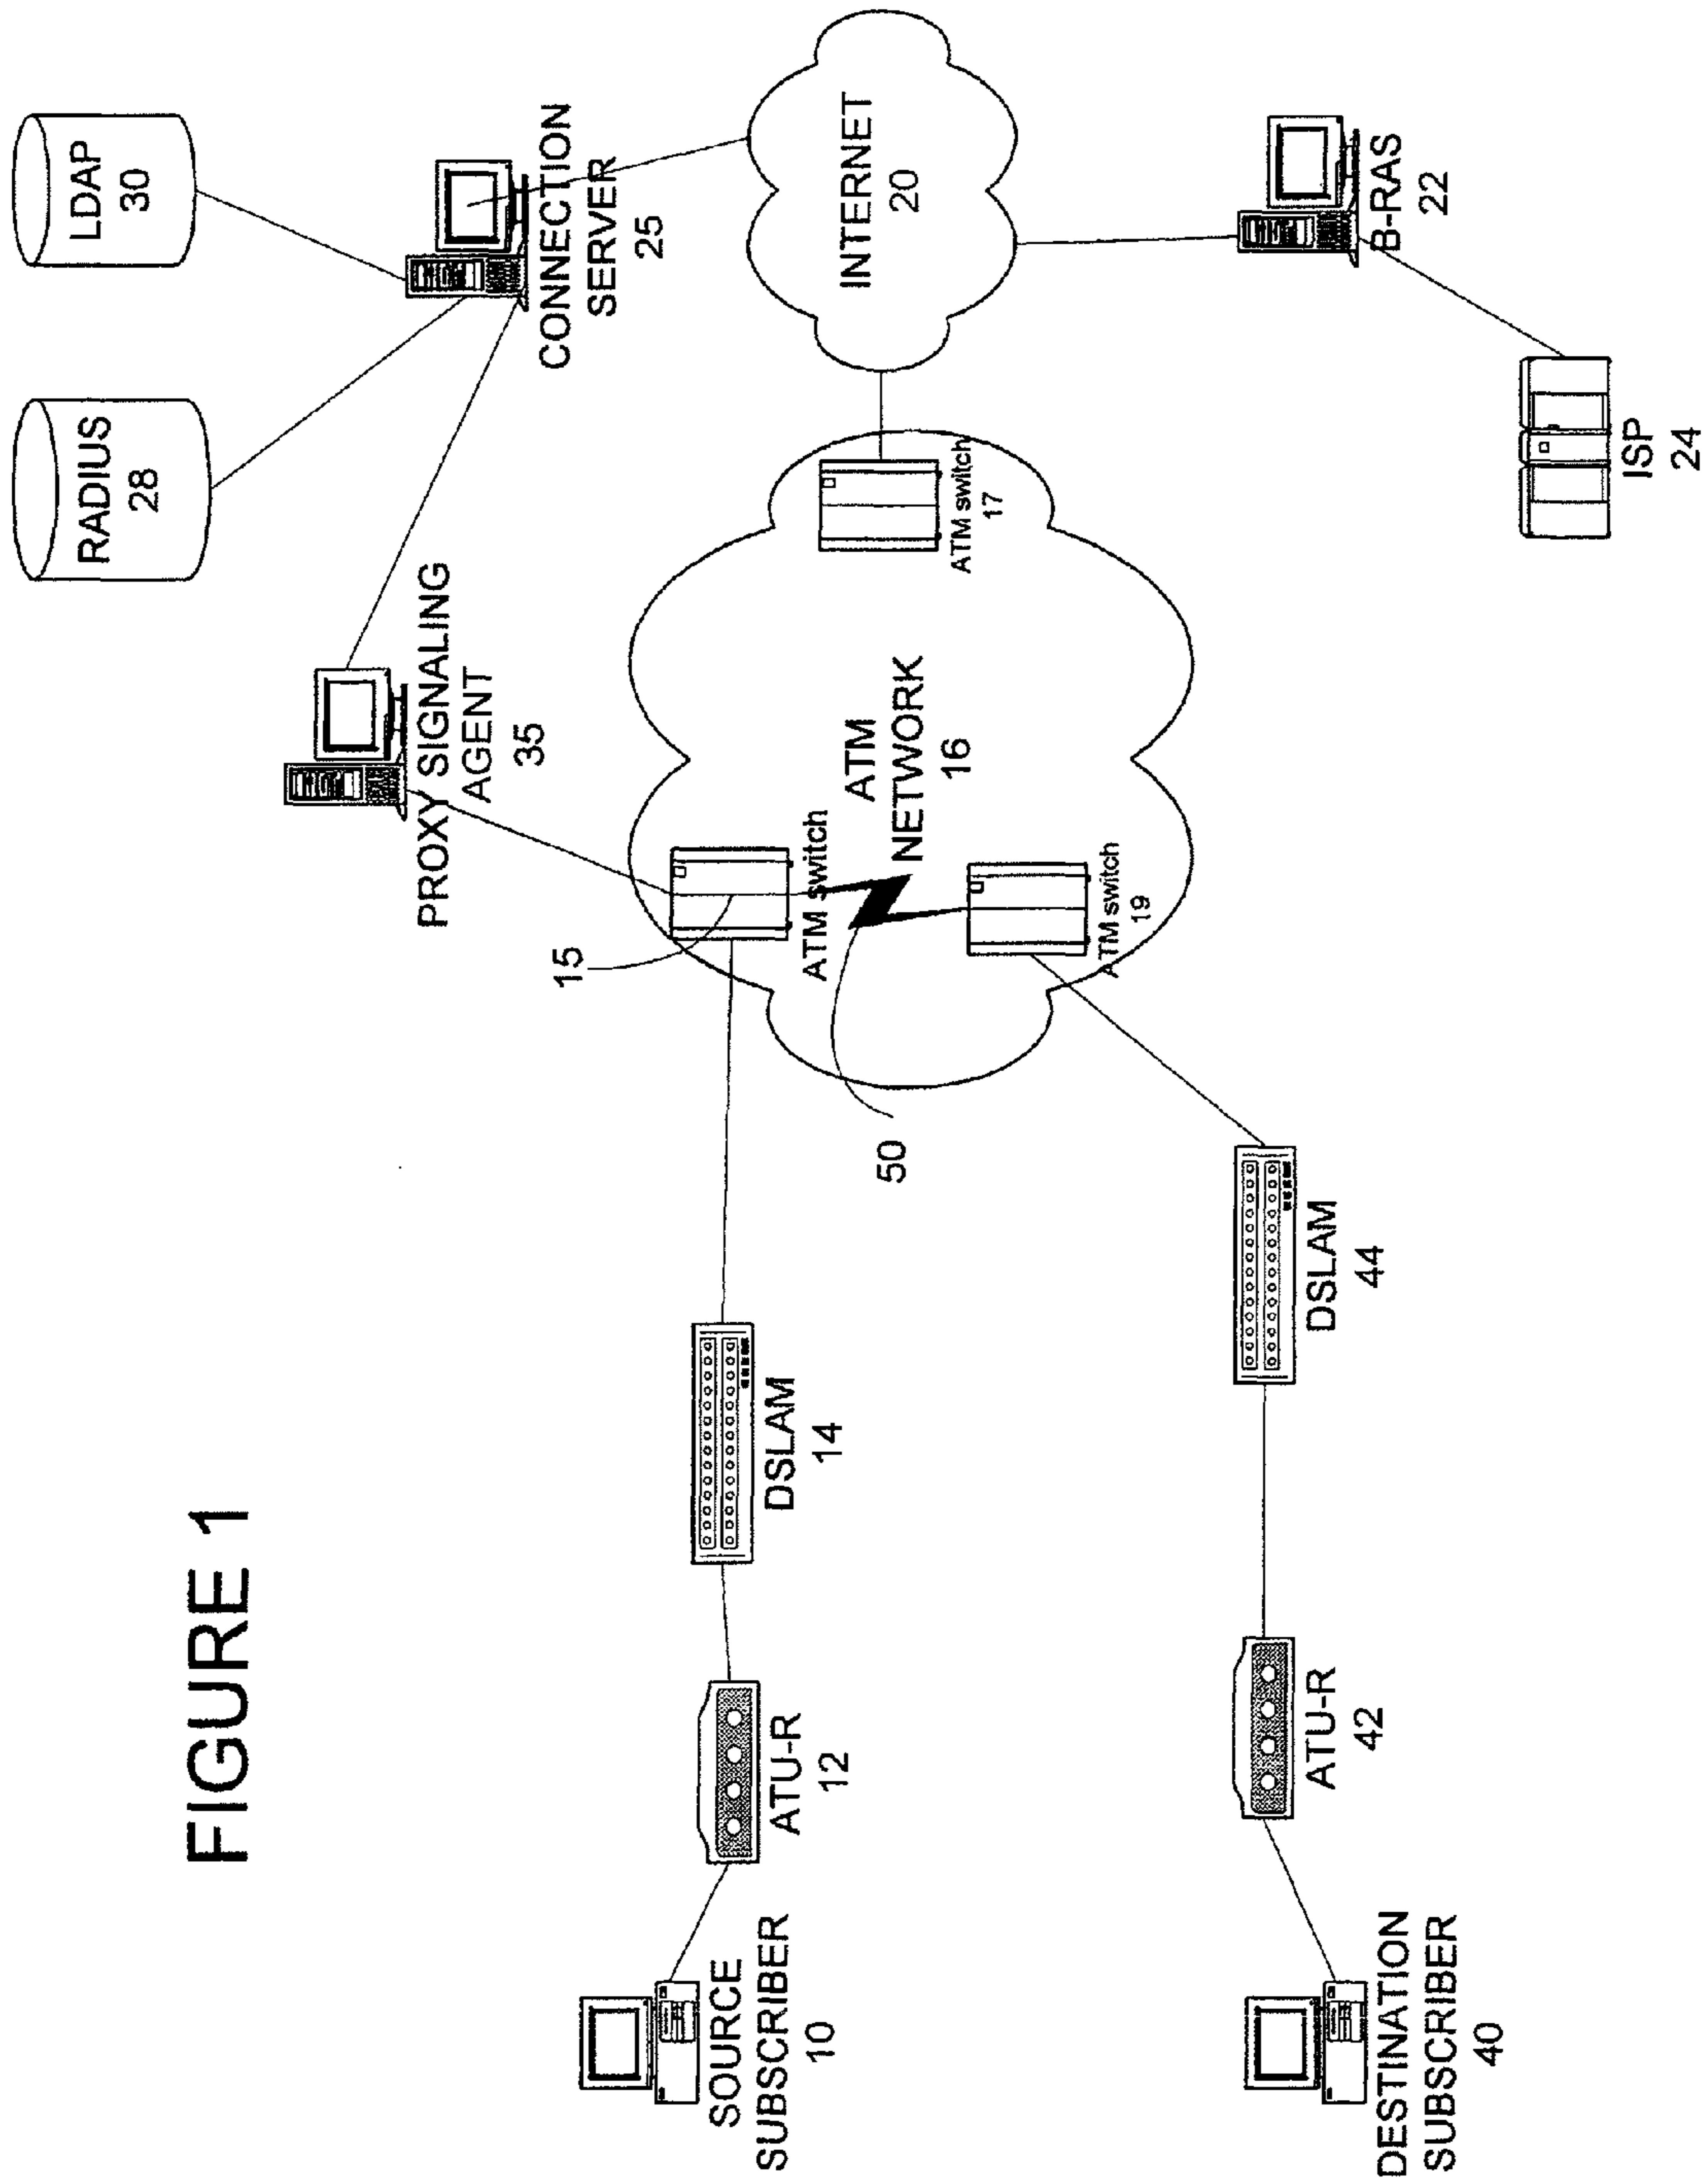 FIGURE 1
LDAP
30
RADIUS
28
CONNECTION
SERVER
25
PROXY SIGNALING
AGENT
35
INTERNET
20
B-RAS
22
ISP
24
ATM switch
17
ATM
NETWORK
16
15
ATM switch
ATM switch
19
50
DSLAM
14
DSLAM
44
ATU-R
12
ATU-R
42
SOURCE
SUBSCRIBER
10
DESTINATION
SUBSCRIBER
40